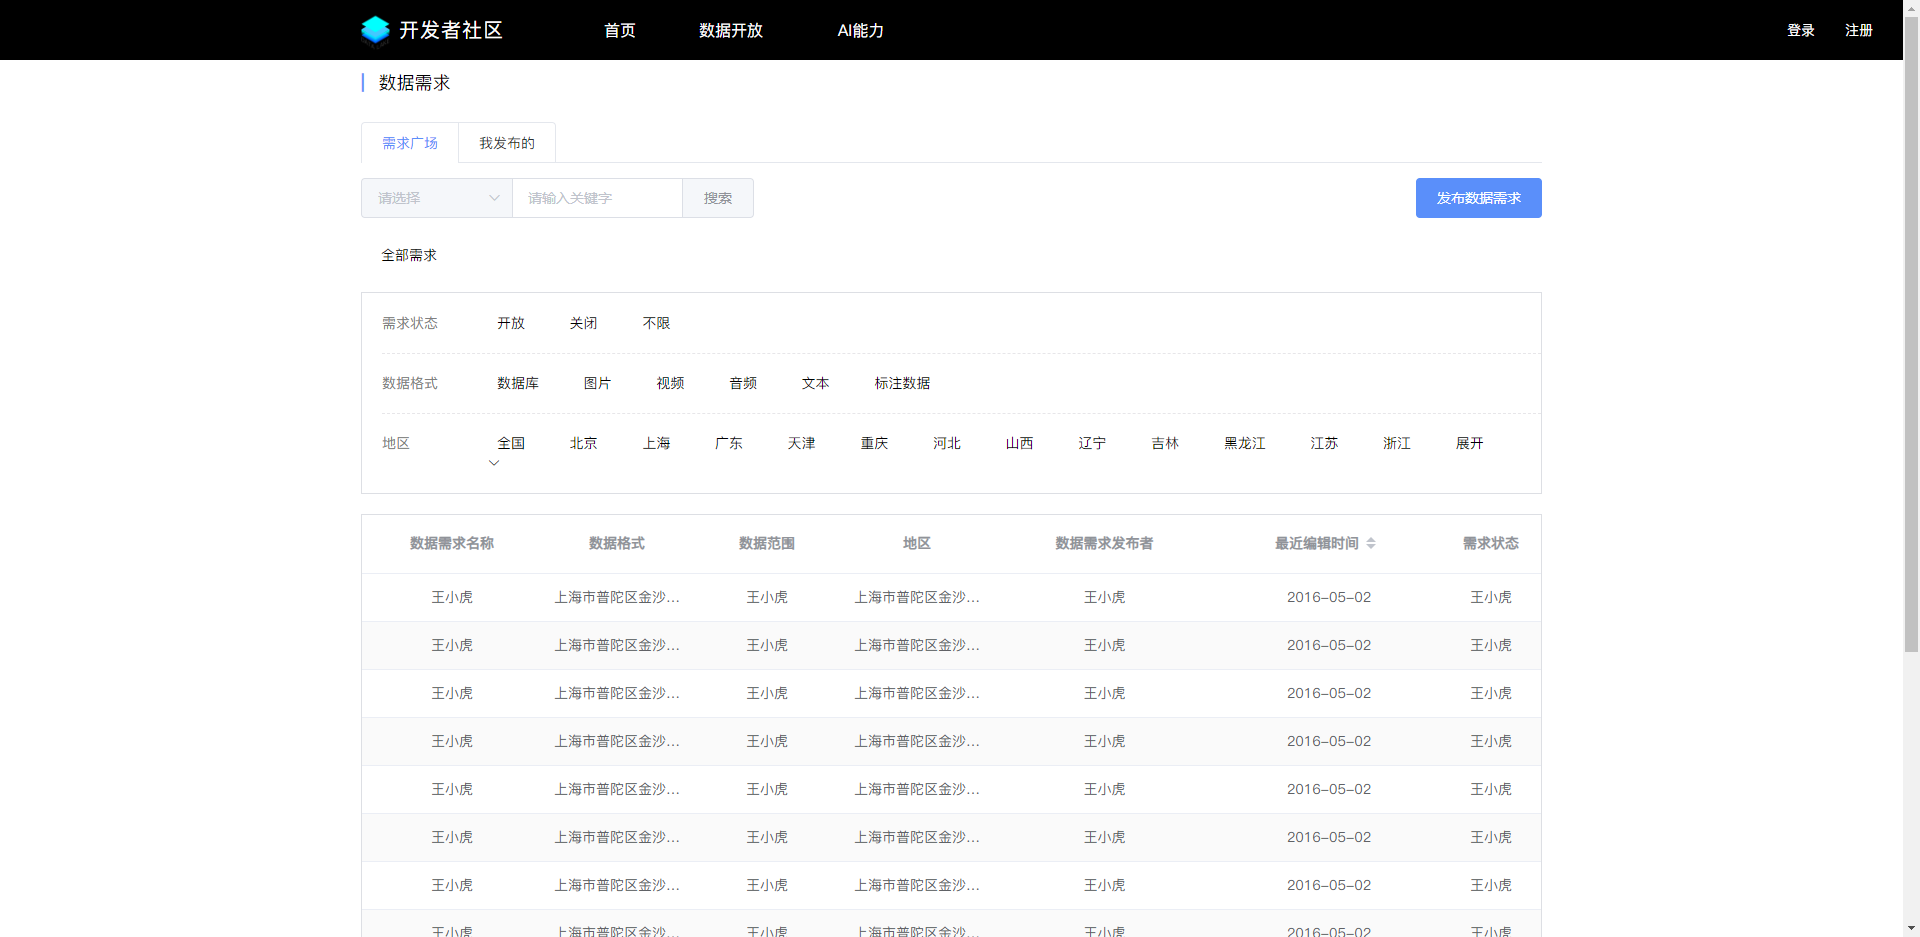 开发者社区 首页 数据开放 AI能力 登录 注册
数据需求
需求广场 我发布的
请选择 请输入关键字 搜索 发布数据需求
全部需求
需求状态 开放 关闭 不限
数据格式 数据库 图片 视频 音频 文本 标注数据
地区 全国 北京 上海 广东 天津 重庆 河北 山西 辽宁 吉林 黑龙江 江苏 浙江 展开
数据需求名称 数据格式 数据范围 地区 数据需求发布者 最近编辑时间 需求状态
王小虎 上海市普陀区金沙... 王小虎 上海市普陀区金沙... 王小虎 2016-05-02 王小虎
王小虎 上海市普陀区金沙... 王小虎 上海市普陀区金沙... 王小虎 2016-05-02 王小虎
王小虎 上海市普陀区金沙... 王小虎 上海市普陀区金沙... 王小虎 2016-05-02 王小虎
王小虎 上海市普陀区金沙... 王小虎 上海市普陀区金沙... 王小虎 2016-05-02 王小虎
王小虎 上海市普陀区金沙... 王小虎 上海市普陀区金沙... 王小虎 2016-05-02 王小虎
王小虎 上海市普陀区金沙... 王小虎 上海市普陀区金沙... 王小虎 2016-05-02 王小虎
王小虎 上海市普陀区金沙... 王小虎 上海市普陀区金沙... 王小虎 2016-05-02 王小虎
王小虎 上海市普陀区金沙... 王小虎 上海市普陀区金沙... 王小虎 2016-05-02 王小虎